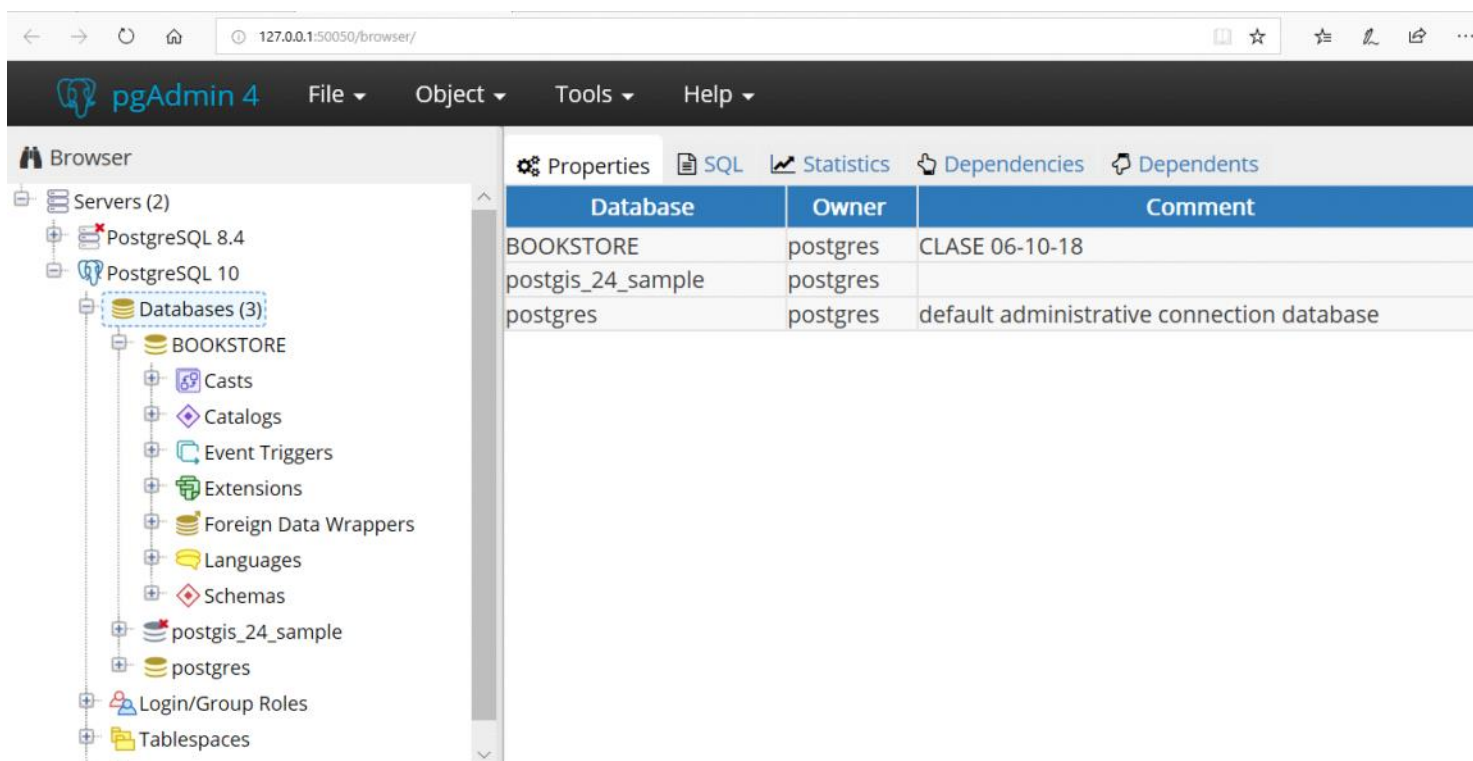 127.0.0.1:50050/browser/
pgAdmin 4 File Object Tools Help
Browser
Properties SQL Statistics Dependencies Dependents
Servers (2)
PostgreSQL 8.4
PostgreSQL 10
Databases (3)
BOOKSTORE
Casts
Catalogs
Event Triggers
Extensions
Foreign Data Wrappers
Languages
Schemas
postgis_24_sample
postgres
Login/Group Roles
Tablespaces
Database Owner Comment
BOOKSTORE postgres CLASE 06-10-18
postgis_24_sample postgres
postgres postgres default administrative connection database